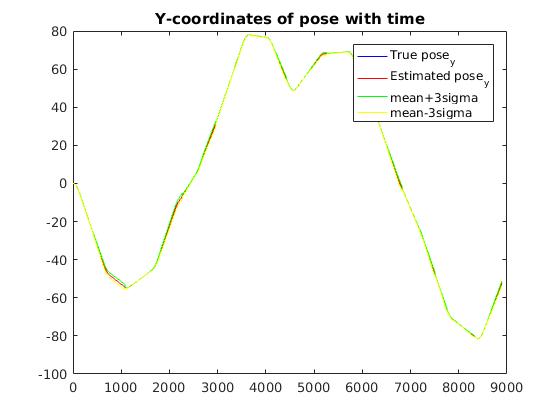 Y-coordinates of pose with time
80
60
40
20
0
-20
-40
-60
-80
-100
True pose_y
Estimated pose_y
mean+3sigma
mean-3sigma
0 1000 2000 3000 4000 5000 6000 7000 8000 9000